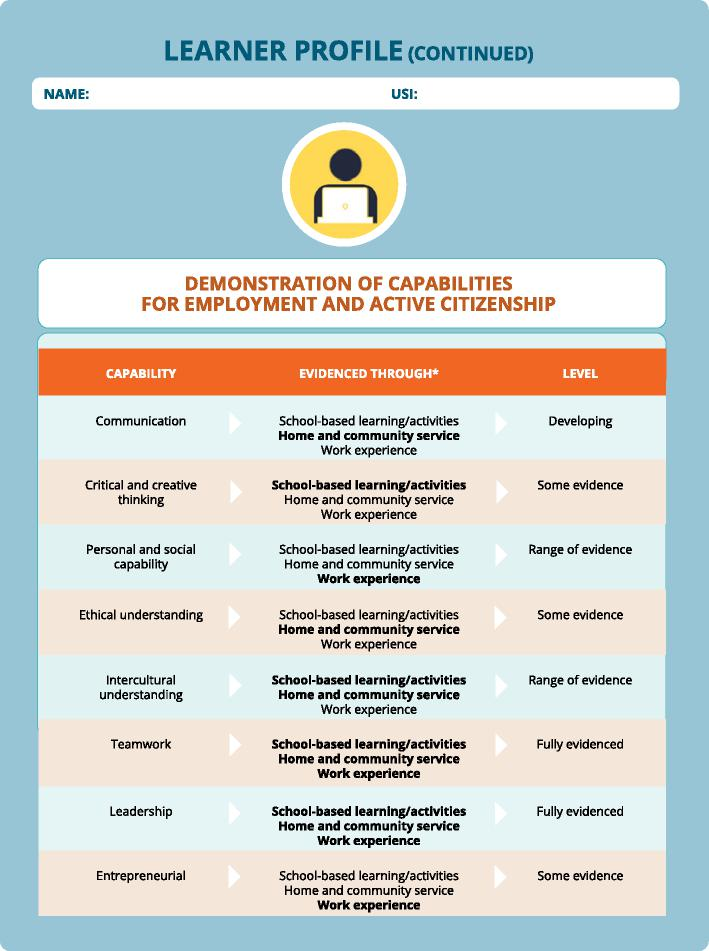 LEARNER PROFILE (CONTINUED)
NAME: USI:
DEMONSTRATION OF CAPABILITIES
FOR EMPLOYMENT AND ACTIVE CITIZENSHIP
CAPABILITY EVIDENCED THROUGH* LEVEL
Communication School-based learning/activities Developing
Home and community service
Work experience
Critical and creative School-based learning/activities Some evidence
thinking Home and community service
Work experience
Personal and social School-based learning/activities Range of evidence
capability Home and community service
Work experience
Ethical understanding School-based learning/activities Some evidence
Home and community service
Work experience
Intercultural School-based learning/activities Range of evidence
understanding Home and community service
Work experience
Teamwork School-based learning/activities Fully evidenced
Home and community service
Work experience
Leadership School-based learning/activities Fully evidenced
Home and community service
Work experience
Entrepreneurial School-based learning/activities Some evidence
Home and community service
Work experience